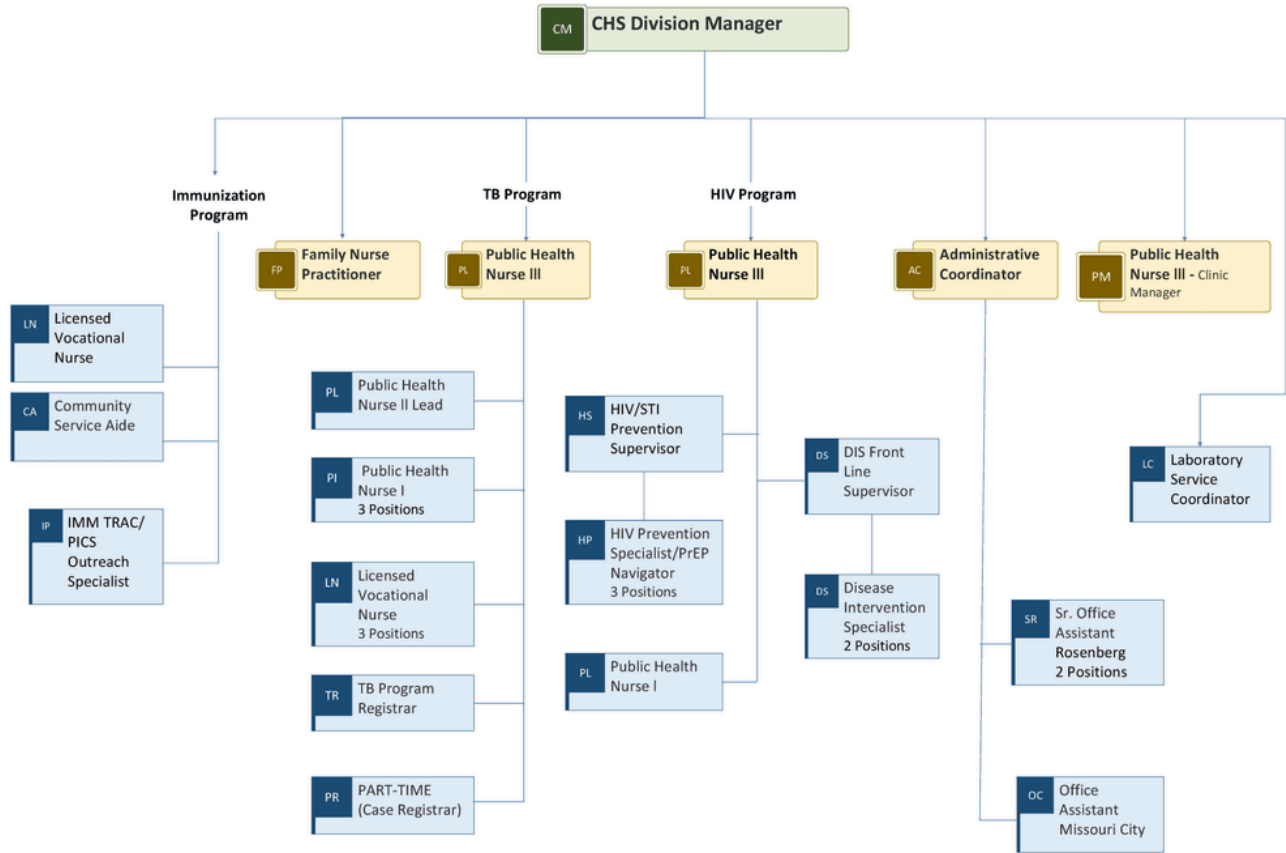 CM
CHS Division Manager
Immunization
Program
TB Program
HIV Program
FP
Family Nurse
Practitioner
PL
Public Health
Nurse III
PL
Public Health
Nurse III
AC
Administrative
Coordinator
PM
Public Health
Nurse III - Clinic
Manager
LN
Licensed
Vocational
Nurse
CA
Community
Service Aide
IP
IMM TRAC/
PICS
Outreach
Specialist
PL
Public Health
Nurse II Lead
PI
Public Health
Nurse I
3 Positions
LN
Licensed
Vocational
Nurse
3 Positions
TR
TB Program
Registrar
PR
PART-TIME
(Case Registrar)
HS
HIV/STI
Prevention
Supervisor
HP
HIV Prevention
Specialist/PrEP
Navigator
3 Positions
PL
Public Health
Nurse I
DS
DIS Front
Line
Supervisor
DS
Disease
Intervention
Specialist
2 Positions
LC
Laboratory
Service
Coordinator
SR
Sr. Office
Assistant
Rosenberg
2 Positions
OC
Office
Assistant
Missouri City